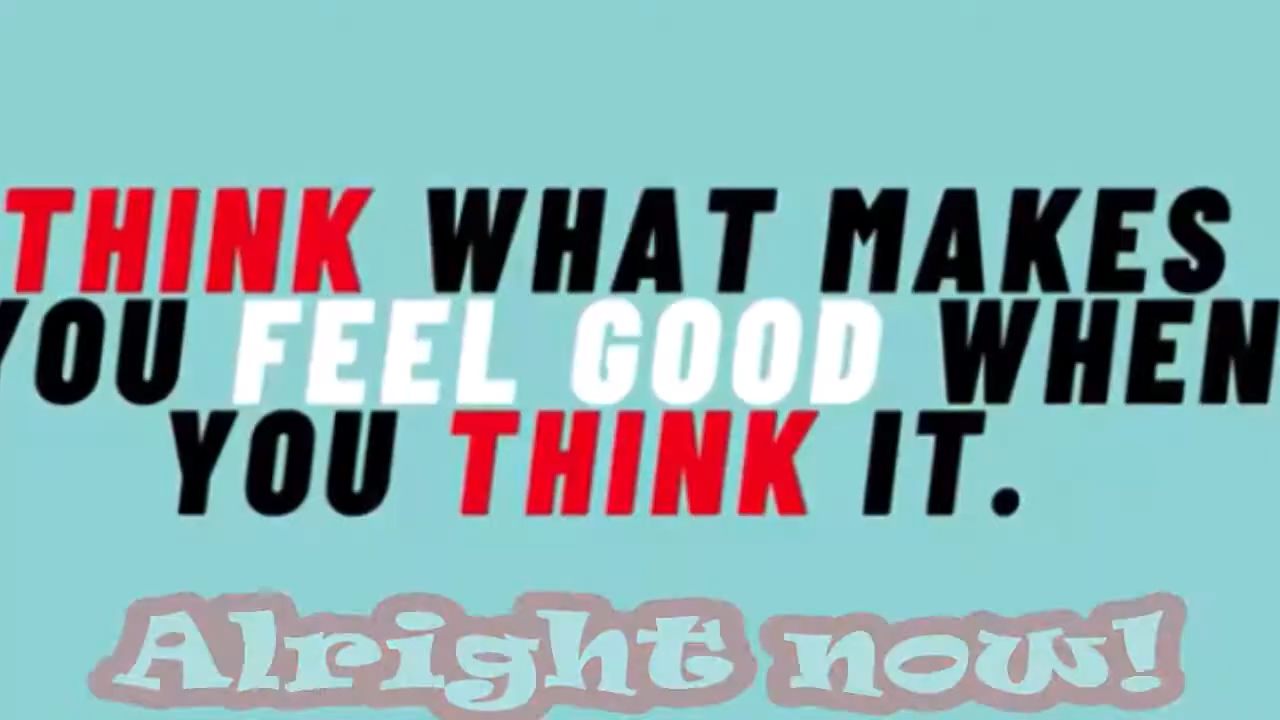 THINK WHAT MAKES
YOU FEEL GOOD WHEN
YOU THINK IT.
Alright now!